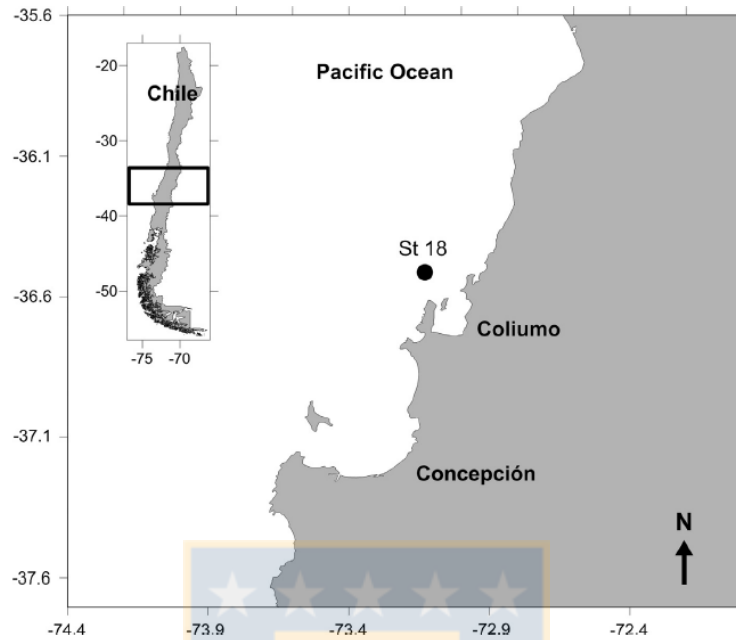 -35.6
-36.1
-36.6
-37.1
-37.6
-74.4
-73.9
-73.4
-72.9
-72.4
Pacific Ocean
Chile
-20
-30
-40
-50
-75
-70
St 18
Coliumo
Concepción
N